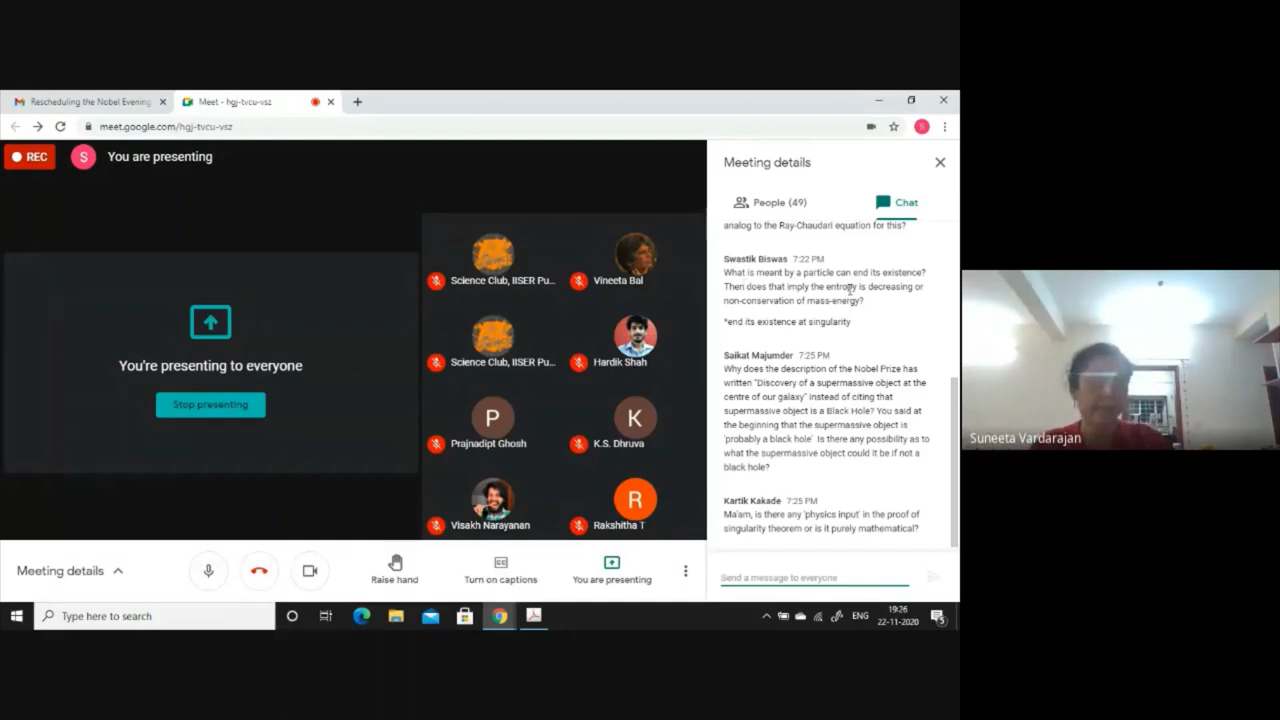 Rescheduling the Nobel Evening
Meet - hgj-tvcu-vsz
meet.google.com/hgj-tvcu-vsz
S
REC
S
You are presenting
Meeting details
People (49)
Chat
analog to the Ray-Chaudari equation for this?
Swastik Biswas 7:22 PM
What is meant by a particle can end its existence?
Then does that imply the entropy is decreasing or
non-conservation of mass-energy?
*end its existence at singularity
Saikat Majumder 7:25 PM
Why does the description of the Nobel Prize has
written "Discovery of a supermassive object at the
centre of our galaxy" instead of citing that
supermassive object is a Black Hole? You said at
the beginning that the supermassive object is
'probably a black hole' Is there any possibility as to
what the supermassive object could it be if not a
black hole?
Kartik Kakade 7:25 PM
Ma'am, is there any 'physics input' in the proof of
singularity theorem or is it purely mathematical?
Send a message to everyone
You're presenting to everyone
Stop presenting
Science Club, IISER Pu...
Vineeta Bal
Science Club, IISER Pu...
Hardik Shah
P
Prajnadipt Ghosh
K
K.S. Dhruva
Visakh Narayanan
R
Rakshitha T
Suneeta Vardarajan
Meeting details
Raise hand
Turn on captions
You are presenting
Type here to search
ENG
19:26
22-11-2020
5